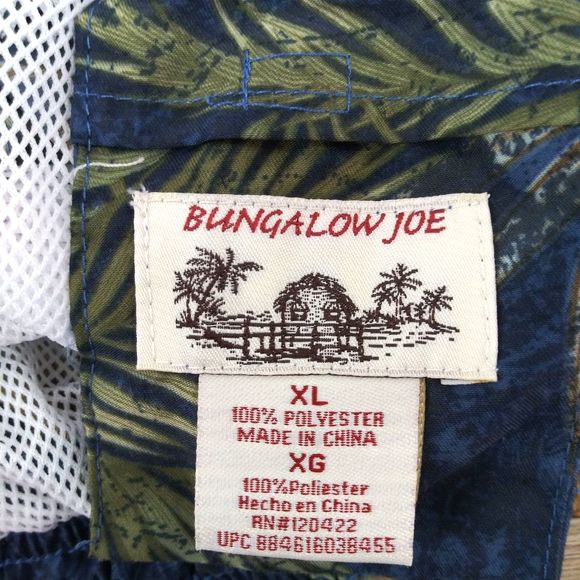 BUNGALOW JOE
XL
100% POLYESTER
MADE IN CHINA
XG
100%Poliester
Hecho en China
RN#120422
UPC 884616038455